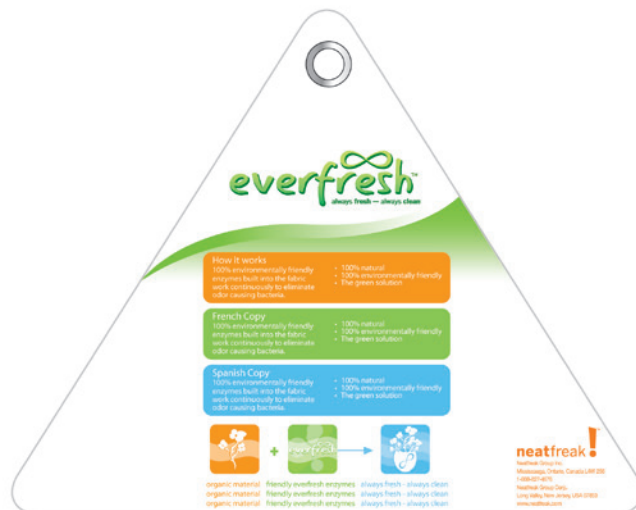 everfresh™
always fresh — always clean
How it works
100% environmentally friendly
enzymes built into the fabric
work continuously to eliminate
odor causing bacteria.
• 100% natural
• 100% environmentally friendly
• The green solution
French Copy
100% environmentally friendly
enzymes built into the fabric
work continuously to eliminate
odor causing bacteria.
• 100% natural
• 100% environmentally friendly
• The green solution
Spanish Copy
100% environmentally friendly
enzymes built into the fabric
work continuously to eliminate
odor causing bacteria.
• 100% natural
• 100% environmentally friendly
• The green solution
+ everfresh
organic material friendly everfresh enzymes always fresh - always clean
organic material friendly everfresh enzymes always fresh - always clean
organic material friendly everfresh enzymes always fresh - always clean
neatfreak!
Neatfreak Group Inc.
Mississauga, Ontario, Canada
Neatfreak Group Corp.
Long Valley, New Jersey, USA
www.neatfreak.com